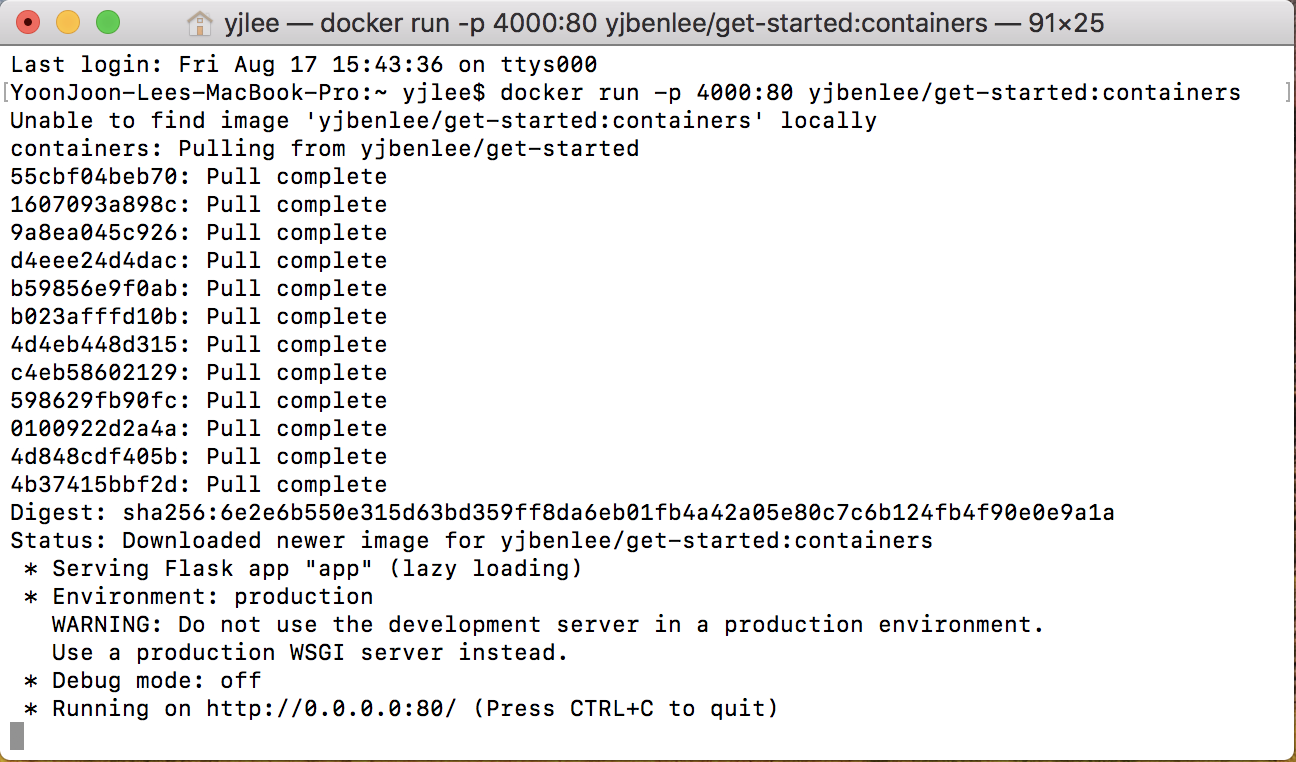 yjlee — docker run -p 4000:80 yjbenlee/get-started:containers — 91×25
Last login: Fri Aug 17 15:43:36 on ttys000
[YoonJoon-Lees-MacBook-Pro:~ yjlee$ docker run -p 4000:80 yjbenlee/get-started:containers ]
Unable to find image 'yjbenlee/get-started:containers' locally
containers: Pulling from yjbenlee/get-started
55cbf04beb70: Pull complete
1607093a898c: Pull complete
9a8ea045c926: Pull complete
d4eee24d4dac: Pull complete
b59856e9f0ab: Pull complete
b023afffd10b: Pull complete
4d4eb448d315: Pull complete
c4eb58602129: Pull complete
598629fb90fc: Pull complete
0100922d2a4a: Pull complete
4d848cdf405b: Pull complete
4b37415bbf2d: Pull complete
Digest: sha256:6e2e6b550e315d63bd359ff8da6eb01fb4a42a05e80c7c6b124fb4f90e0e9a1a
Status: Downloaded newer image for yjbenlee/get-started:containers
 * Serving Flask app "app" (lazy loading)
 * Environment: production
   WARNING: Do not use the development server in a production environment.
   Use a production WSGI server instead.
 * Debug mode: off
 * Running on http://0.0.0.0:80/ (Press CTRL+C to quit)